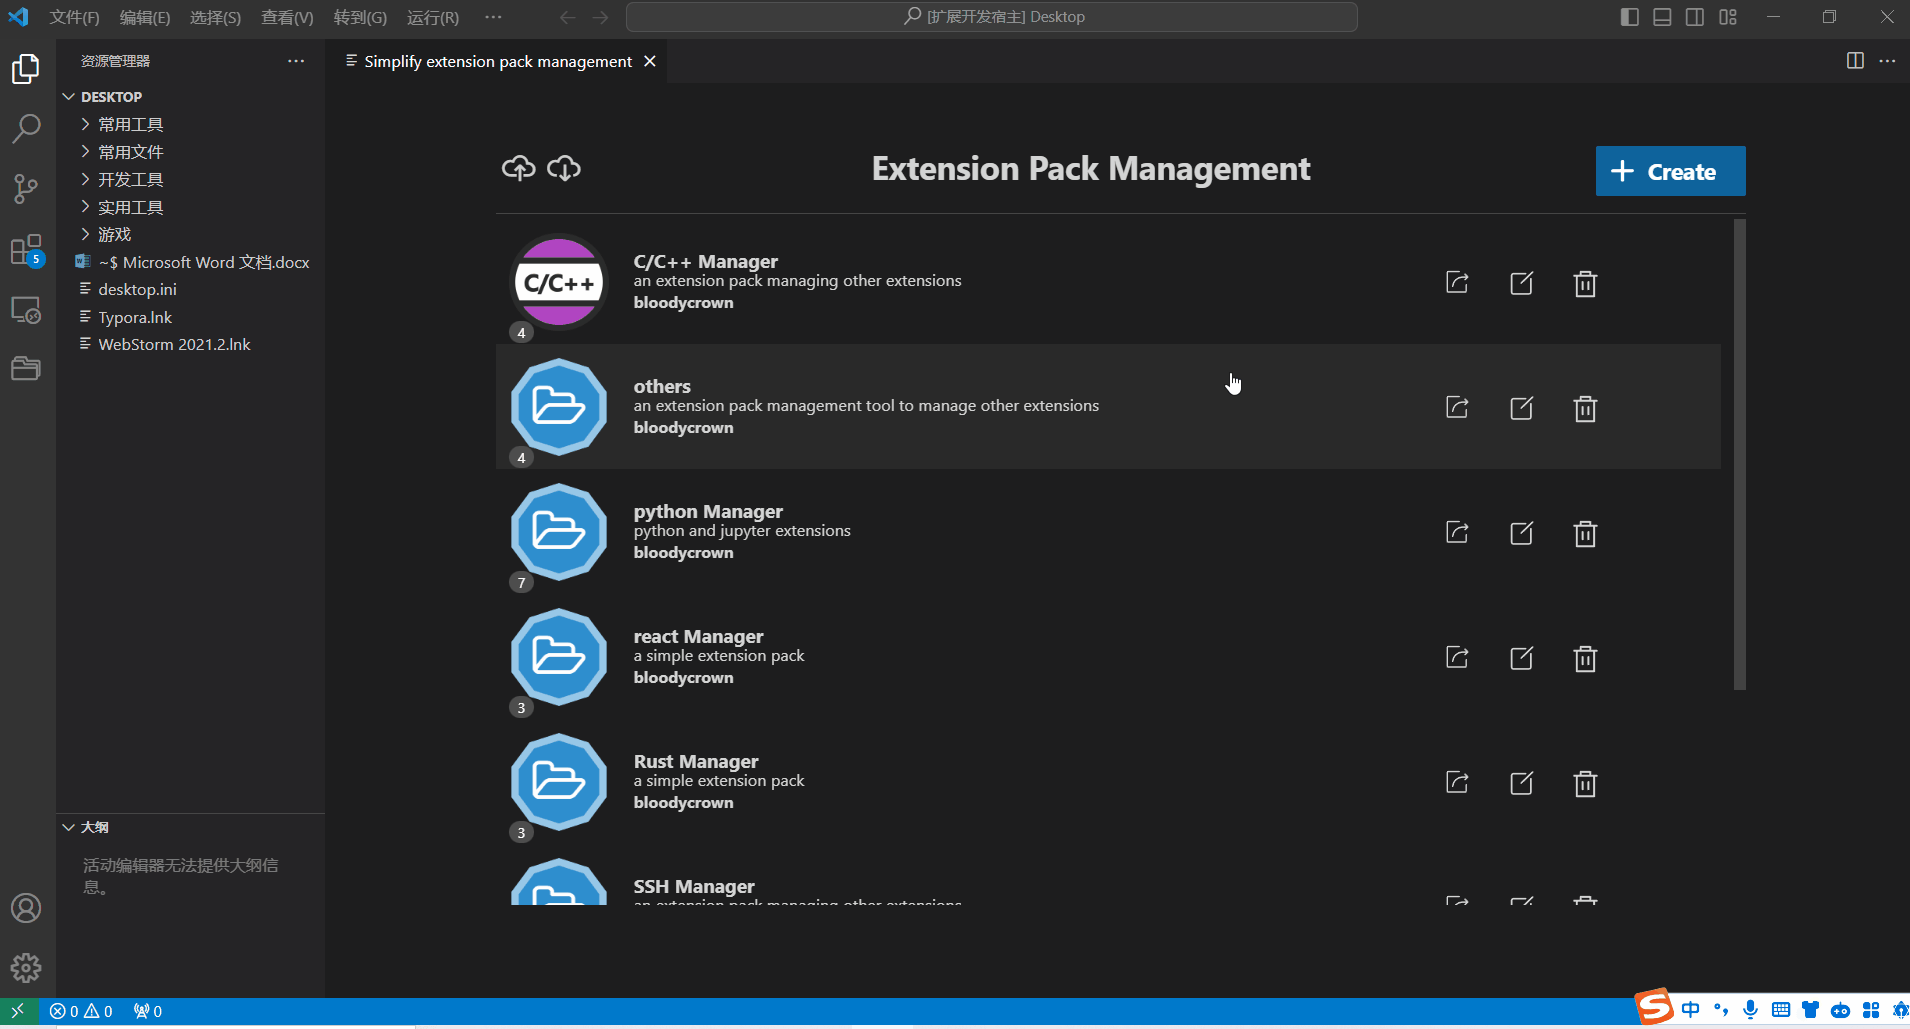 文件(F) 编辑(E) 选择(S) 查看(V) 转到(G) 运行(R) ··· [扩展开发宿主] Desktop
资源管理器 ···
Simplify extension pack management
DESKTOP
常用工具
常用文件
开发工具
实用工具
游戏
~$ Microsoft Word 文档.docx
desktop.ini
Typora.lnk
WebStorm 2021.2.lnk
5
大纲
活动编辑器无法提供大纲信
息。
Extension Pack Management
+ Create
C/C++
C/C++ Manager
an extension pack managing other extensions
bloodycrown
4
others
an extension pack management tool to manage other extensions
bloodycrown
4
python Manager
python and jupyter extensions
bloodycrown
7
react Manager
a simple extension pack
bloodycrown
3
Rust Manager
a simple extension pack
bloodycrown
3
SSH Manager
an extension pack managing other extensions
0 0 0
S 中